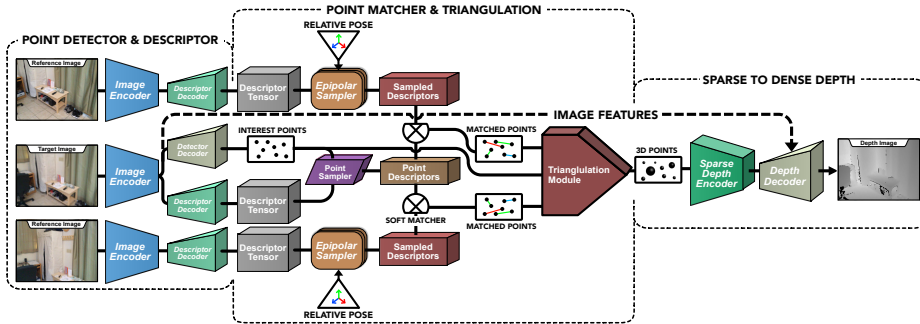 POINT MATCHER & TRIANGULATION
RELATIVE POSE
POINT DETECTOR & DESCRIPTOR
Reference Image
Image
Encoder
Descriptor
Decoder
Descriptor
Tensor
Epipolar
Sampler
Sampled
Descriptors
SPARSE TO DENSE DEPTH
IMAGE FEATURES
INTEREST POINTS
MATCHED POINTS
Detector
Decoder
Target Image
Image
Encoder
Point
Sampler
Point
Descriptors
Trianglulation
Module
3D POINTS
Sparse
Depth
Encoder
Depth
Decoder
Depth Image
Descriptor
Decoder
Descriptor
Tensor
SOFT MATCHER
MATCHED POINTS
Reference Image
Image
Encoder
Descriptor
Decoder
Descriptor
Tensor
Epipolar
Sampler
Sampled
Descriptors
RELATIVE POSE